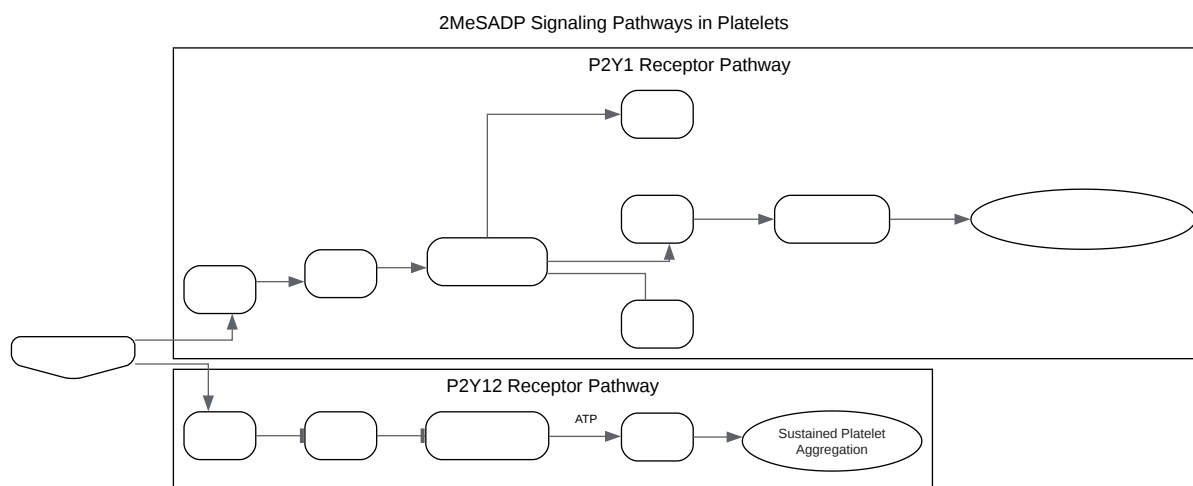 2MeSADP Signaling Pathways in Platelets
P2Y1 Receptor Pathway
P2Y12 Receptor Pathway
ATP
Sustained Platelet
Aggregation